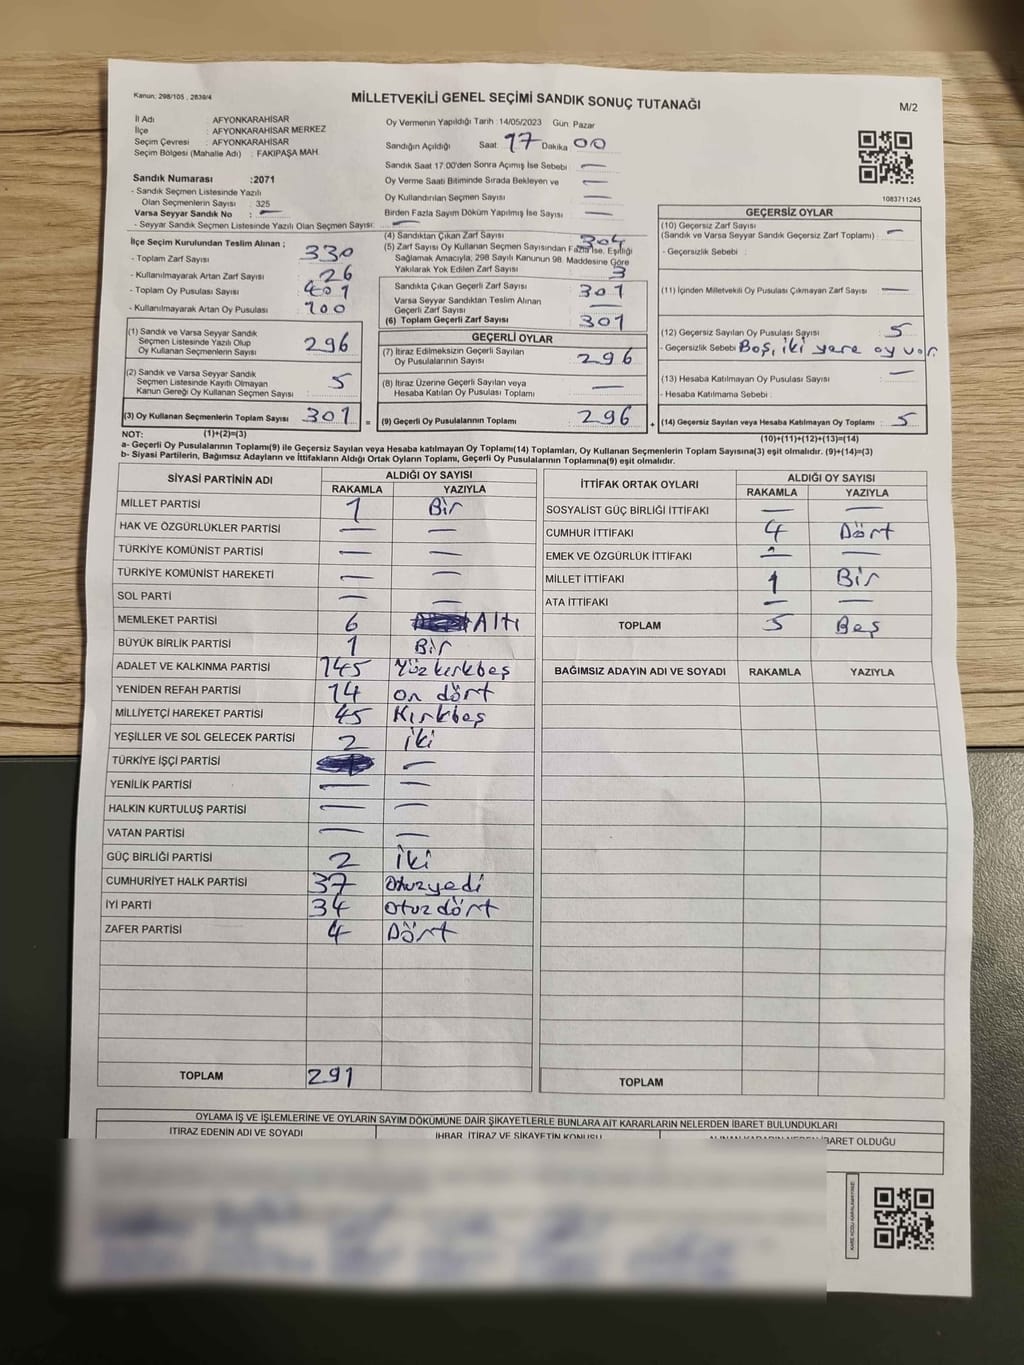 Kanun: 298/105 , 2839/4
MİLLETVEKİLİ GENEL SEÇİMİ SANDIK SONUÇ TUTANAĞI
M/2
İl Adı : AFYONKARAHİSAR
İlçe : AFYONKARAHİSAR MERKEZ
Seçim Çevresi : AFYONKARAHİSAR
Seçim Bölgesi (Mahalle Adı) : FAKIPAŞA MAH.
Oy Vermenin Yapıldığı Tarih :14/05/2023 Gün: Pazar
Sandığın Açıldığı Saat: 17 Dakika 00
Sandık Saat 17.00'den Sonra Açılmış İse Sebebi —
Oy Verme Saati Bitiminde Sırada Bekleyen ve —
Oy Kullandırılan Seçmen Sayısı —
Birden Fazla Sayım Döküm Yapılmış İse Sayısı —
1083711245
Sandık Numarası :2071
- Sandık Seçmen Listesinde Yazılı
Olan Seçmenlerin Sayısı : 325
Varsa Seyyar Sandık No : —
- Seyyar Sandık Seçmen Listesinde Yazılı Olan Seçmen Sayısı: —
İlçe Seçim Kurulundan Teslim Alınan ;
- Toplam Zarf Sayısı 330
- Kullanılmayarak Artan Zarf Sayısı 26
- Toplam Oy Pusulası Sayısı 401
- Kullanılmayarak Artan Oy Pusulası 100
(1) Sandık ve Varsa Seyyar Sandık
Seçmen Listesinde Yazılı Olup
Oy Kullanan Seçmenlerin Sayısı 296
(2) Sandık ve Varsa Seyyar Sandık
Seçmen Listesinde Kayıtlı Olmayan
Kanun Gereği Oy Kullanan Seçmen Sayısı 5
(3) Oy Kullanan Seçmenlerin Toplam Sayısı 301 =
(1)+(2)=(3)
(4) Sandıktan Çıkan Zarf Sayısı 304
(5) Zarf Sayısı Oy Kullanan Seçmen Sayısından Fazla İse, Eşitliği
Sağlamak Amacıyla; 298 Sayılı Kanunun 98. Maddesine Göre
Yakılarak Yok Edilen Zarf Sayısı 3
Sandıkta Çıkan Geçerli Zarf Sayısı 301
Varsa Seyyar Sandıktan Teslim Alınan
Geçerli Zarf Sayısı —
(6) Toplam Geçerli Zarf Sayısı 301
GEÇERLİ OYLAR
(7) İtiraz Edilmeksizin Geçerli Sayılan
Oy Pusulalarının Sayısı 296
(8) İtiraz Üzerine Geçerli Sayılan veya
Hesaba Katılan Oy Pusulası Toplamı —
(9) Geçerli Oy Pusulalarının Toplamı 296 +
GEÇERSİZ OYLAR
(10) Geçersiz Zarf Sayısı
(Sandık ve Varsa Seyyar Sandık Geçersiz Zarf Toplamı) —
- Geçersizlik Sebebi :
(11) İçinden Milletvekili Oy Pusulası Çıkmayan Zarf Sayısı —
(12) Geçersiz Sayılan Oy Pusulası Sayısı 5
- Geçersizlik Sebebi Boş, iki yere oy var.
(13) Hesaba Katılmayan Oy Pusulası Sayısı —
- Hesaba Katılmama Sebebi :
(14) Geçersiz Sayılan veya Hesaba Katılmayan Oy Toplamı 5
(10)+(11)+(12)+(13)=(14)
NOT:
a- Geçerli Oy Pusulalarının Toplamı(9) ile Geçersiz Sayılan veya Hesaba katılmayan Oy Toplamı(14) Toplamları, Oy Kullanan Seçmenlerin Toplam Sayısına(3) eşit olmalıdır. (9)+(14)=(3)
b- Siyasi Partilerin, Bağımsız Adayların ve İttifakların Aldığı Ortak Oyların Toplamı, Geçerli Oy Pusulalarının Toplamına(9) eşit olmalıdır.
SİYASİ PARTİNİN ADI ALDIĞI OY SAYISI
RAKAMLA YAZIYLA
MİLLET PARTİSİ 1 Bir
HAK VE ÖZGÜRLÜKLER PARTİSİ — —
TÜRKİYE KOMÜNİST PARTİSİ — —
TÜRKİYE KOMÜNİST HAREKETİ — —
SOL PARTİ — —
MEMLEKET PARTİSİ 6 Altı
BÜYÜK BİRLİK PARTİSİ 1 Bir
ADALET VE KALKINMA PARTİSİ 145 Yüzkırkbeş
YENİDEN REFAH PARTİSİ 14 on dört
MİLLİYETÇİ HAREKET PARTİSİ 45 Kırkbeş
YEŞİLLER VE SOL GELECEK PARTİSİ 2 iki
TÜRKİYE İŞÇİ PARTİSİ —
YENİLİK PARTİSİ — —
HALKIN KURTULUŞ PARTİSİ — —
VATAN PARTİSİ — —
GÜÇ BİRLİĞİ PARTİSİ 2 iki
CUMHURİYET HALK PARTİSİ 37 Otuzyedi
İYİ PARTİ 34 otuz dört
ZAFER PARTİSİ 4 Dört
TOPLAM 291
İTTİFAK ORTAK OYLARI ALDIĞI OY SAYISI
RAKAMLA YAZIYLA
SOSYALİST GÜÇ BİRLİĞİ İTTİFAKI — —
CUMHUR İTTİFAKI 4 Dört
EMEK VE ÖZGÜRLÜK İTTİFAKI — —
MİLLET İTTİFAKI 1 Bir
ATA İTTİFAKI — —
TOPLAM 5 Beş
BAĞIMSIZ ADAYIN ADI VE SOYADI RAKAMLA YAZIYLA
TOPLAM
OYLAMA İŞ VE İŞLEMLERİNE VE OYLARIN SAYIM DÖKÜMÜNE DAİR ŞİKAYETLERLE BUNLARA AİT KARARLARIN NELERDEN İBARET BULUNDUKLARI
İTİRAZ EDENİN ADI VE SOYADI İHBAR, İTİRAZ VE ŞİKAYETİN KONUSU ALINAN KARARIN NEDEN İBARET OLDUĞU